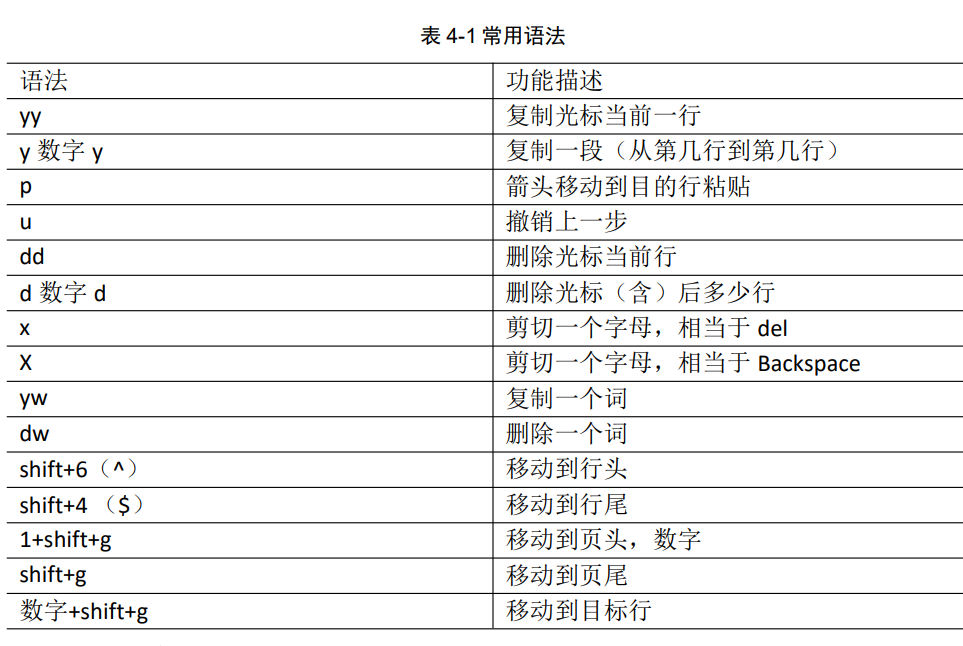 表 4-1 常用语法
语法 功能描述
yy 复制光标当前一行
y 数字 y 复制一段（从第几行到第几行）
p 箭头移动到目的行粘贴
u 撤销上一步
dd 删除光标当前行
d 数字 d 删除光标（含）后多少行
x 剪切一个字母，相当于 del
X 剪切一个字母，相当于 Backspace
yw 复制一个词
dw 删除一个词
shift+6（^） 移动到行头
shift+4 （$） 移动到行尾
1+shift+g 移动到页头，数字
shift+g 移动到页尾
数字+shift+g 移动到目标行